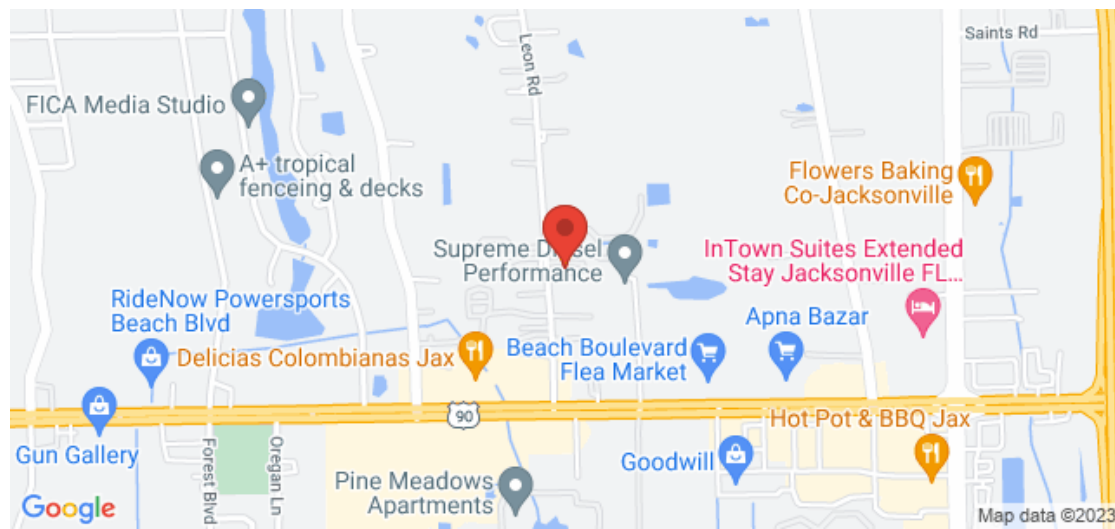 Saints Rd
Leon Rd
FICA Media Studio
A+ tropical
fenceing & decks
Flowers Baking
Co-Jacksonville
Supreme Diesel
Performance
InTown Suites Extended
Stay Jacksonville FL...
RideNow Powersports
Beach Blvd
Apna Bazar
Delicias Colombianas Jax
Beach Boulevard
Flea Market
90
Hot Pot & BBQ Jax
Gun Gallery
Forest Blvd
Oregan Ln
Goodwill
Pine Meadows
Apartments
Google
Map data ©2023